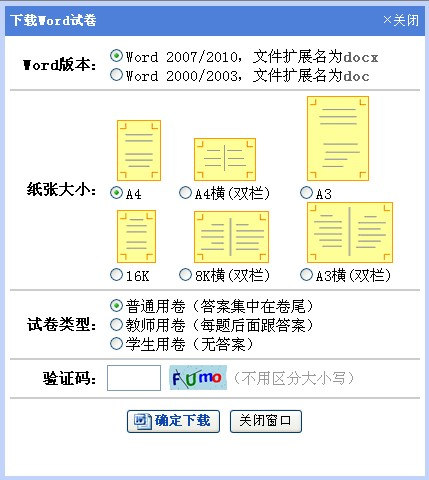 下载Word试卷 ×关闭
Word版本： Word 2007/2010，文件扩展名为docx
Word 2000/2003，文件扩展名为doc
纸张大小： A4 A4横(双栏) A3
16K 8K横(双栏) A3横(双栏)
试卷类型： 普通用卷（答案集中在卷尾）
教师用卷（每题后面跟答案）
学生用卷（无答案）
验证码： FUmo （不用区分大小写）
确定下载 关闭窗口